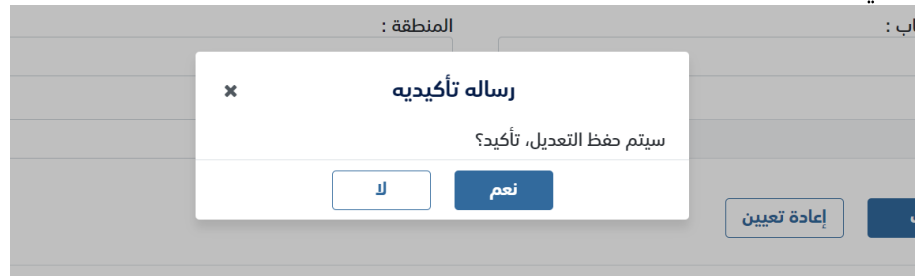 المنطقة :
رساله تأكيديه
سيتم حفظ التعديل، تأكيد؟
نعم
لا
إعادة تعيين